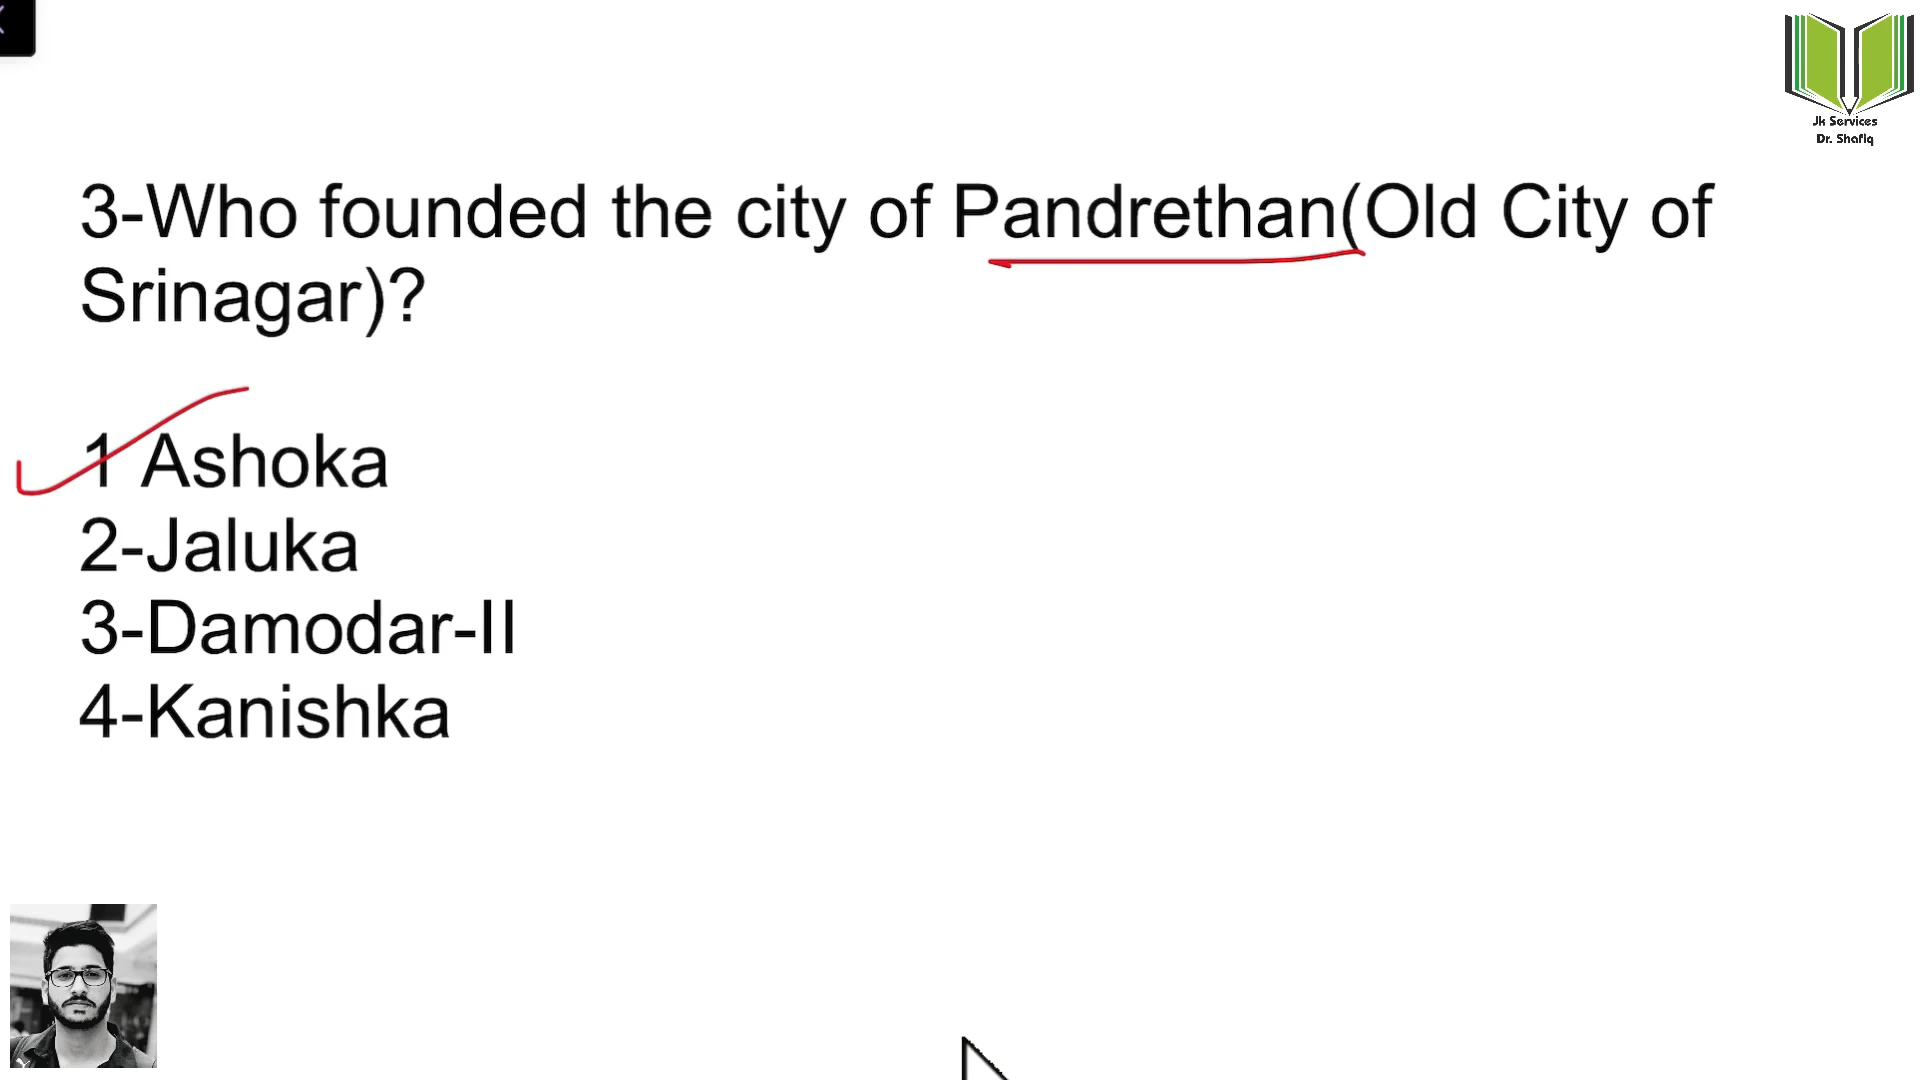 Jk Services
Dr. Shafiq
3-Who founded the city of Pandrethan(Old City of
Srinagar)?
1 Ashoka
2-Jaluka
3-Damodar-II
4-Kanishka